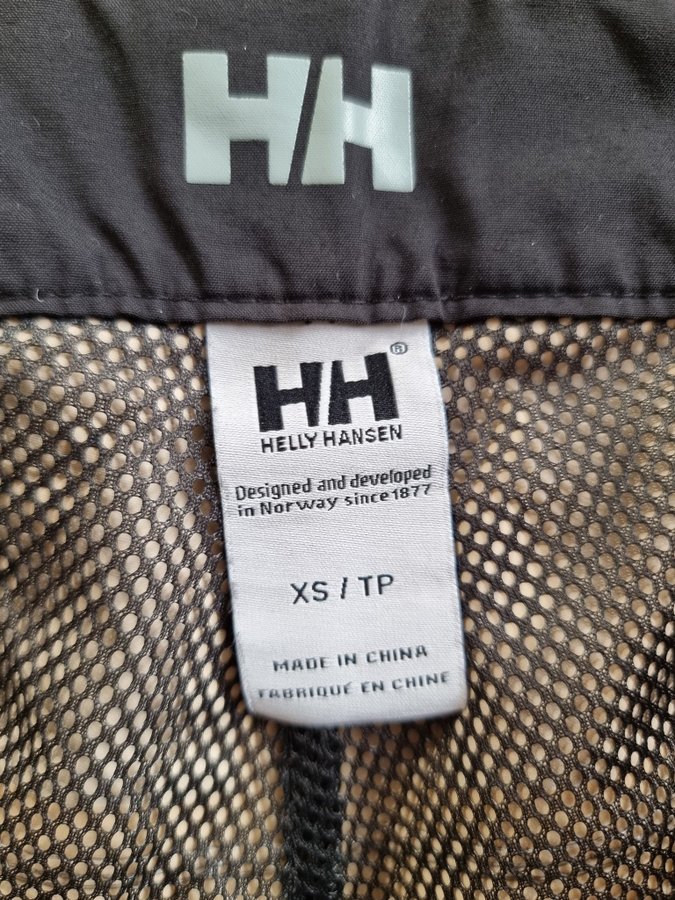 HH
HH®
HELLY HANSEN
Designed and developed
in Norway since 1877
XS / TP
MADE IN CHINA
FABRIQUÉ EN CHINE